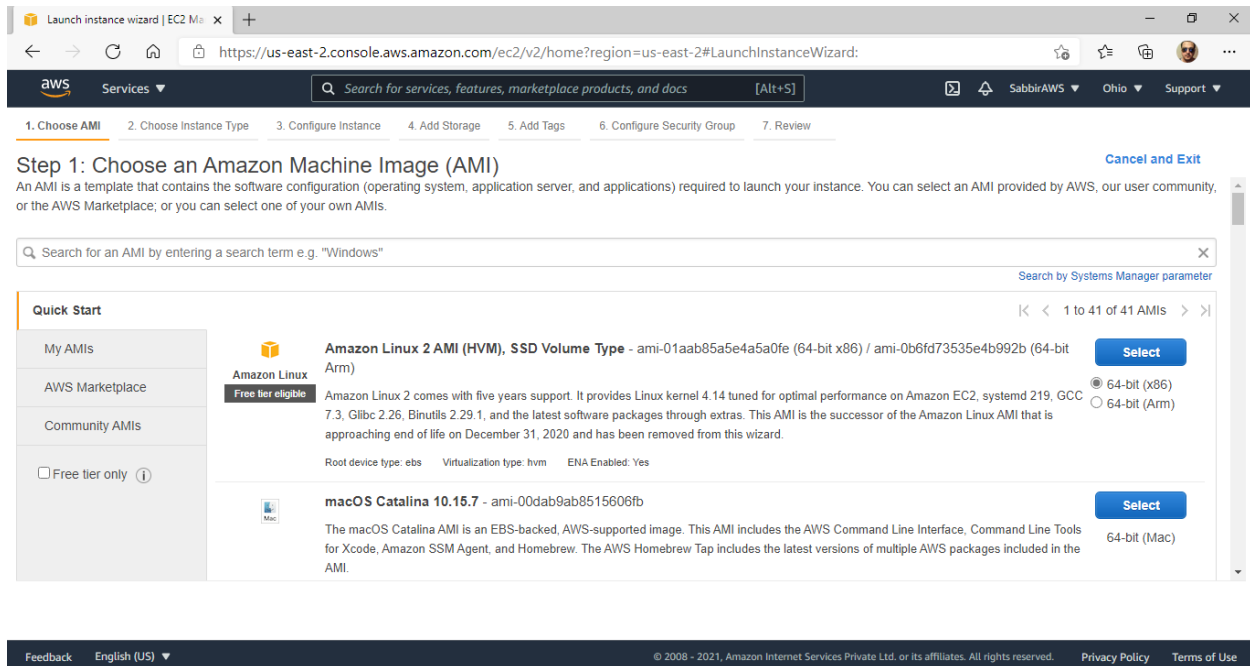 Launch instance wizard | EC2 Ma
https://us-east-2.console.aws.amazon.com/ec2/v2/home?region=us-east-2#LaunchInstanceWizard:
aws Services ▼ Search for services, features, marketplace products, and docs [Alt+S] SabbirAWS ▼ Ohio ▼ Support ▼
1. Choose AMI 2. Choose Instance Type 3. Configure Instance 4. Add Storage 5. Add Tags 6. Configure Security Group 7. Review
Step 1: Choose an Amazon Machine Image (AMI)
Cancel and Exit
An AMI is a template that contains the software configuration (operating system, application server, and applications) required to launch your instance. You can select an AMI provided by AWS, our user community,
or the AWS Marketplace; or you can select one of your own AMIs.
Search for an AMI by entering a search term e.g. "Windows"
Search by Systems Manager parameter
Quick Start
1 to 41 of 41 AMIs
My AMIs
AWS Marketplace
Community AMIs
Free tier only
Amazon Linux
Free tier eligible
Amazon Linux 2 AMI (HVM), SSD Volume Type - ami-01aab85a5e4a5a0fe (64-bit x86) / ami-0b6fd73535e4b992b (64-bit
Arm)
Amazon Linux 2 comes with five years support. It provides Linux kernel 4.14 tuned for optimal performance on Amazon EC2, systemd 219, GCC
7.3, Glibc 2.26, Binutils 2.29.1, and the latest software packages through extras. This AMI is the successor of the Amazon Linux AMI that is
approaching end of life on December 31, 2020 and has been removed from this wizard.
Root device type: ebs Virtualization type: hvm ENA Enabled: Yes
Select
64-bit (x86)
64-bit (Arm)
Mac
macOS Catalina 10.15.7 - ami-00dab9ab8515606fb
The macOS Catalina AMI is an EBS-backed, AWS-supported image. This AMI includes the AWS Command Line Interface, Command Line Tools
for Xcode, Amazon SSM Agent, and Homebrew. The AWS Homebrew Tap includes the latest versions of multiple AWS packages included in the
AMI.
Select
64-bit (Mac)
Feedback English (US) ▼ © 2008 - 2021, Amazon Internet Services Private Ltd. or its affiliates. All rights reserved. Privacy Policy Terms of Use